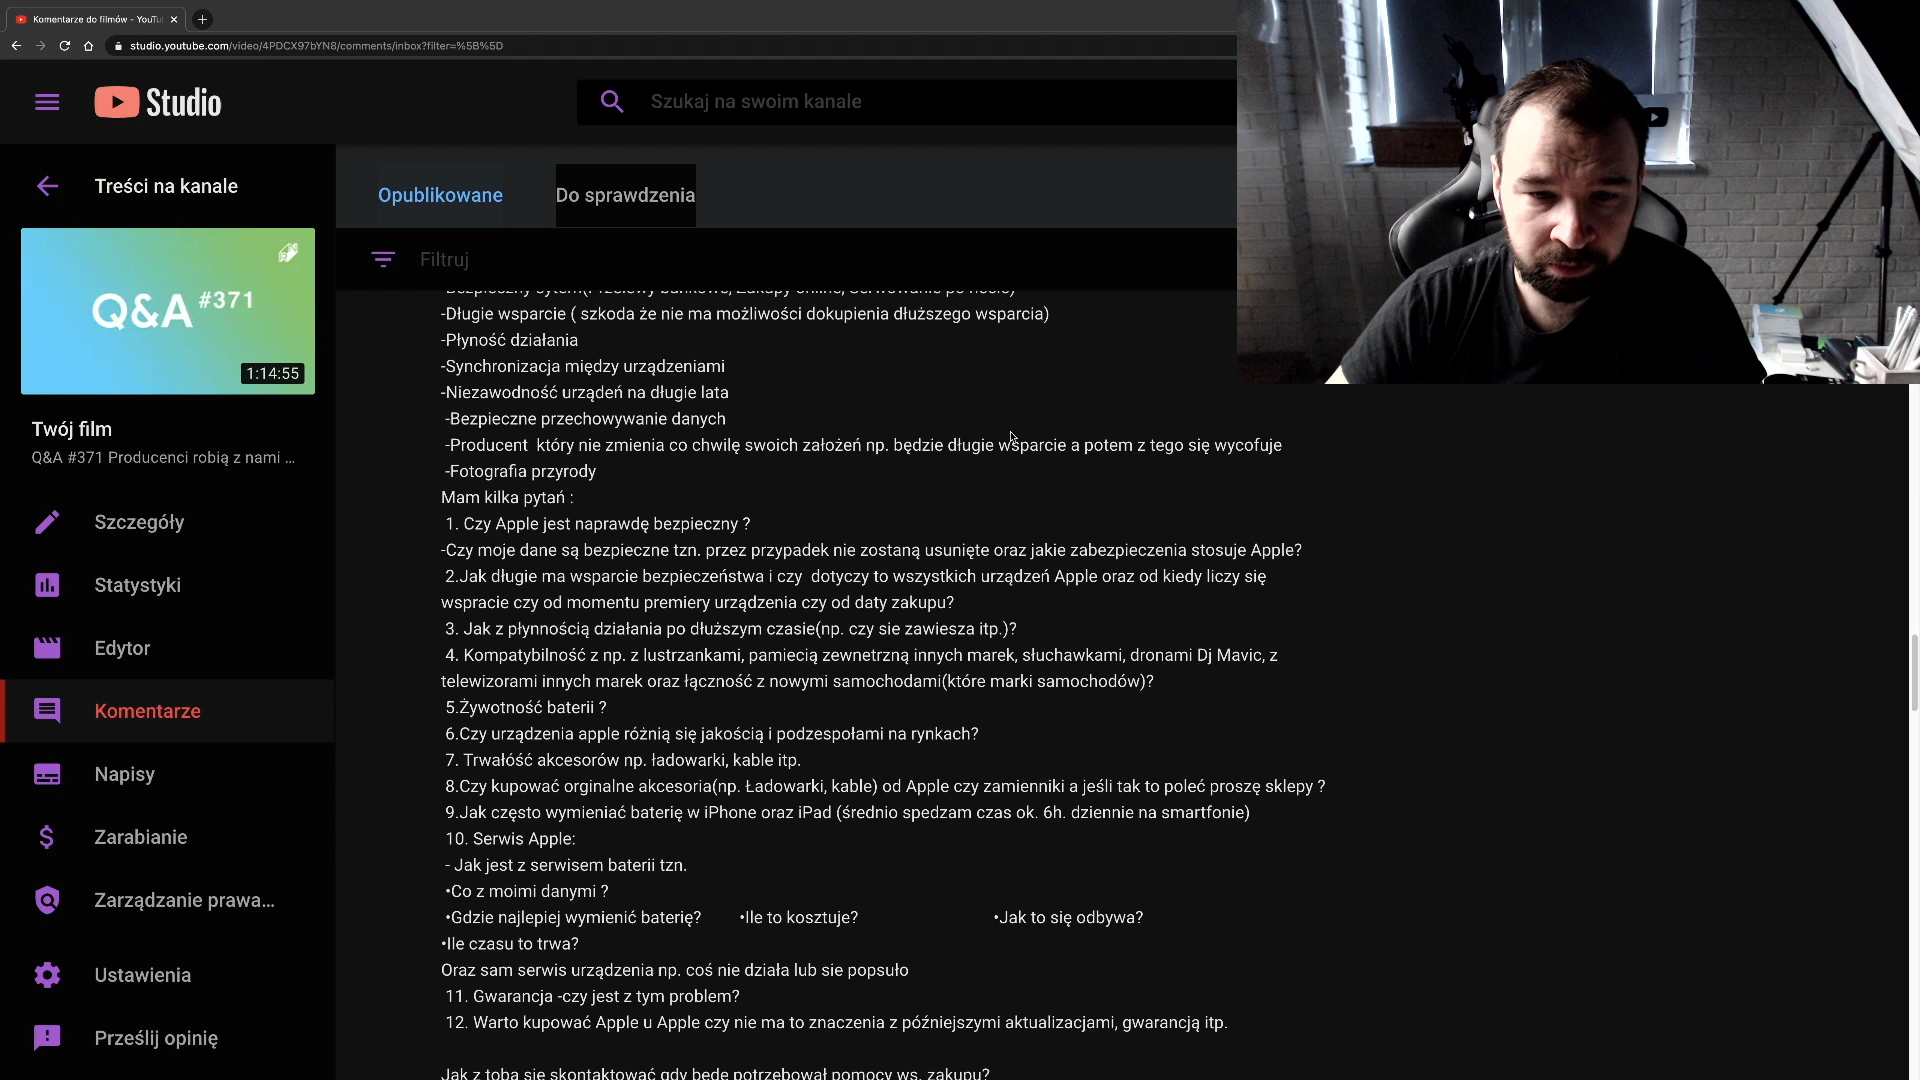 Komentarze do filmów - YouTu
studio.youtube.com/video/4PDCX97bYN8/comments/inbox?filter=%5B%5D
Studio
Szukaj na swoim kanale
Treści na kanale
Opublikowane
Do sprawdzenia
Filtruj
Q&A #371
1:14:55
Twój film
Q&A #371 Producenci robią z nami ...
Szczegóły
Statystyki
Edytor
Komentarze
Napisy
Zarabianie
Zarządzanie prawa...
Ustawienia
Prześlij opinię
-Długie wsparcie ( szkoda że nie ma możliwości dokupienia dłuższego wsparcia)
-Płyność działania
-Synchronizacja między urządzeniami
-Niezawodność urządeń na długie lata
-Bezpieczne przechowywanie danych
-Producent który nie zmienia co chwilę swoich założeń np. będzie długie wsparcie a potem z tego się wycofuje
-Fotografia przyrody
Mam kilka pytań :
1. Czy Apple jest naprawdę bezpieczny ?
-Czy moje dane są bezpieczne tzn. przez przypadek nie zostaną usunięte oraz jakie zabezpieczenia stosuje Apple?
2.Jak długie ma wsparcie bezpieczeństwa i czy dotyczy to wszystkich urządzeń Apple oraz od kiedy liczy się
wspracie czy od momentu premiery urządzenia czy od daty zakupu?
3. Jak z płynnością działania po dłuższym czasie(np. czy sie zawiesza itp.)?
4. Kompatybilność z np. z lustrzankami, pamiecią zewnetrzną innych marek, słuchawkami, dronami Dj Mavic, z
telewizorami innych marek oraz łączność z nowymi samochodami(które marki samochodów)?
5.Żywotność baterii ?
6.Czy urządzenia apple różnią się jakością i podzespołami na rynkach?
7. Trwałóść akcesorów np. ładowarki, kable itp.
8.Czy kupować orginalne akcesoria(np. Ładowarki, kable) od Apple czy zamienniki a jeśli tak to poleć proszę sklepy ?
9.Jak często wymieniać baterię w iPhone oraz iPad (średnio spedzam czas ok. 6h. dziennie na smartfonie)
10. Serwis Apple:
- Jak jest z serwisem baterii tzn.
•Co z moimi danymi ?
•Gdzie najlepiej wymienić baterię? •Ile to kosztuje? •Jak to się odbywa?
•Ile czasu to trwa?
Oraz sam serwis urządzenia np. coś nie działa lub sie popsuło
11. Gwarancja -czy jest z tym problem?
12. Warto kupować Apple u Apple czy nie ma to znaczenia z późniejszymi aktualizacjami, gwarancją itp.
Jak z tobą się skontaktować gdy będę potrzebował pomocy ws. zakupu?